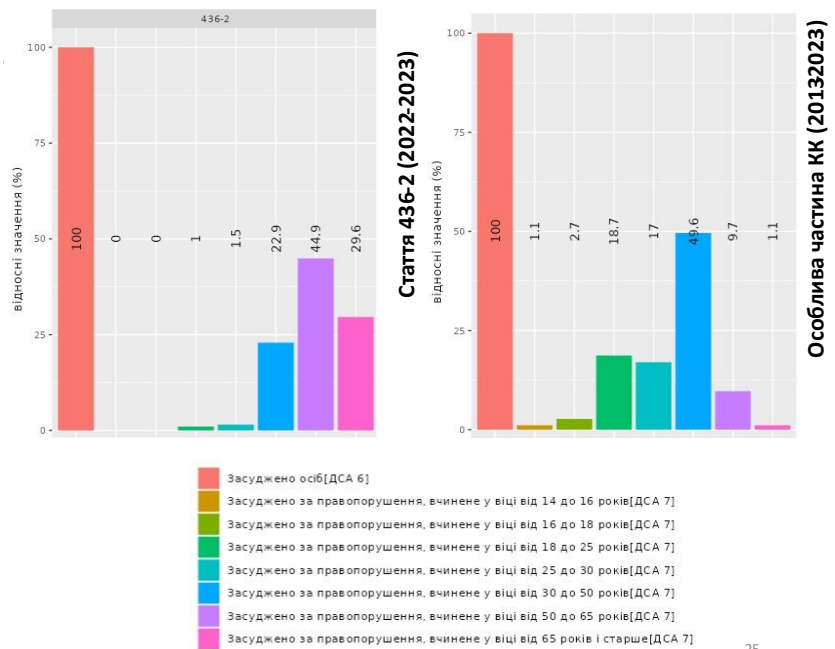 436-2
100
75
50
25
0
відносні значення (%)
100
0
0
1
1.5
22.9
44.9
29.6
Стаття 436-2 (2022-2023)
100
75
50
25
0
відносні значення (%)
100
1.1
2.7
18.7
17
49.6
9.7
1.1
Особлива частина КК (20132023)
Засуджено осіб[ДСА 6]
Засуджено за правопорушення, вчинене у віці від 14 до 16 років[ДСА 7]
Засуджено за правопорушення, вчинене у віці від 16 до 18 років[ДСА 7]
Засуджено за правопорушення, вчинене у віці від 18 до 25 років[ДСА 7]
Засуджено за правопорушення, вчинене у віці від 25 до 30 років[ДСА 7]
Засуджено за правопорушення, вчинене у віці від 30 до 50 років[ДСА 7]
Засуджено за правопорушення, вчинене у віці від 50 до 65 років[ДСА 7]
Засуджено за правопорушення, вчинене у віці від 65 років і старше[ДСА 7]
25